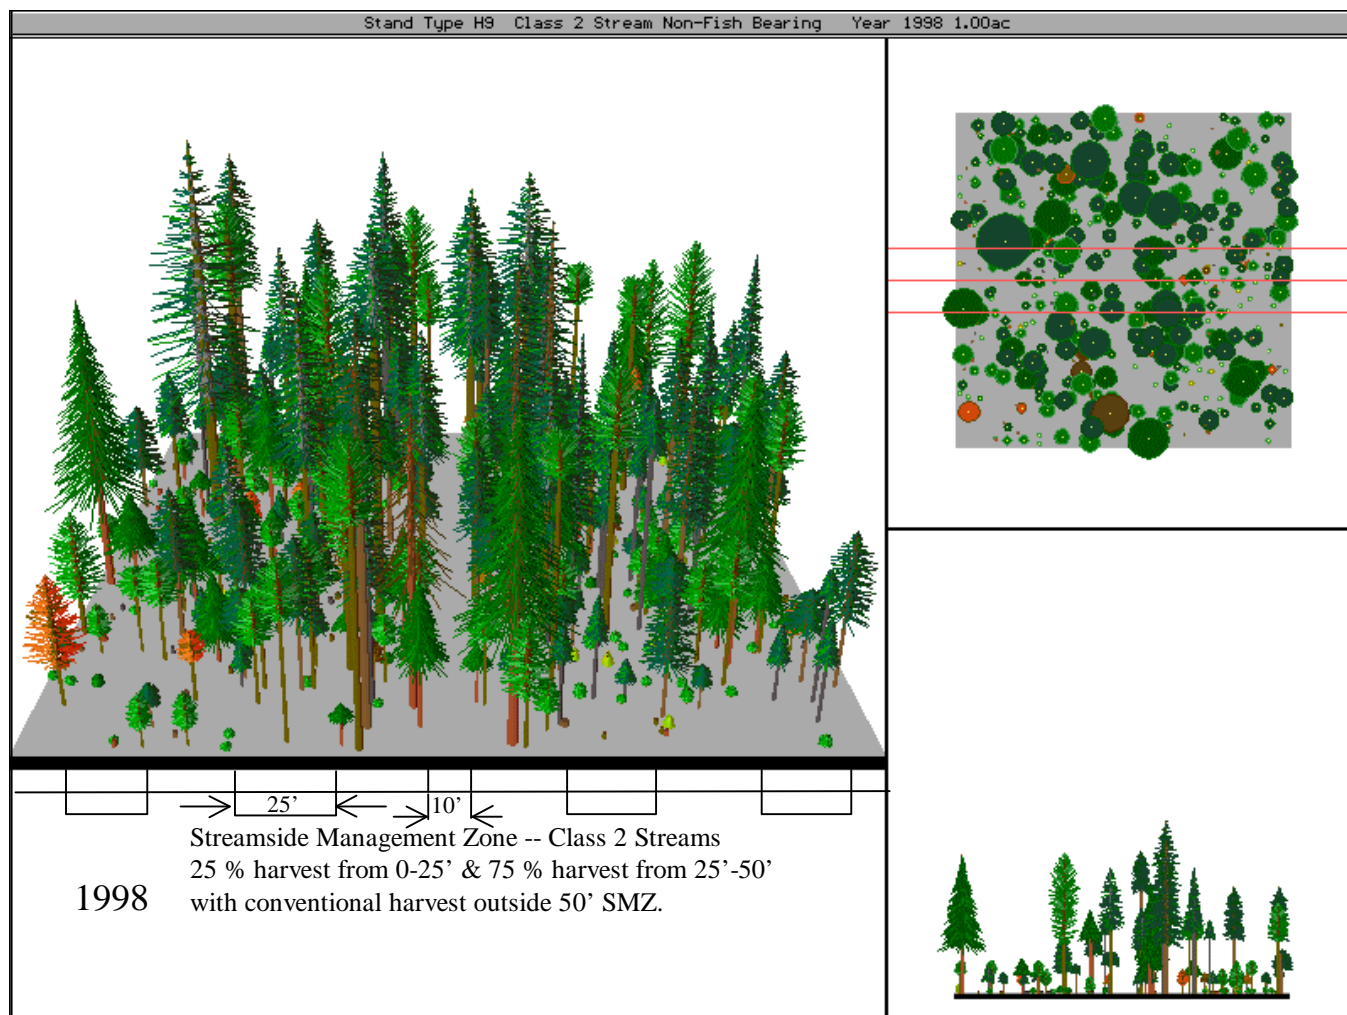 Stand Type H9 Class 2 Stream Non-Fish Bearing Year 1998 1.00ac
25’ 10’
Streamside Management Zone -- Class 2 Streams
25 % harvest from 0-25’ & 75 % harvest from 25’-50’
with conventional harvest outside 50’ SMZ.
1998